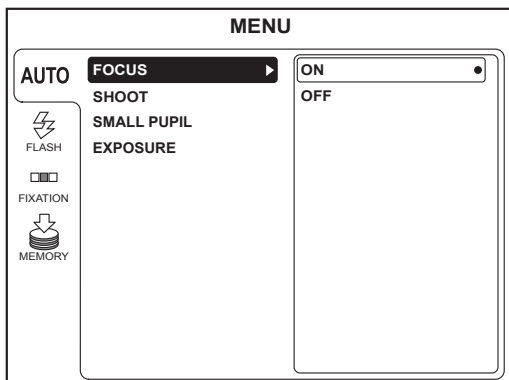 MENU
AUTO
FLASH
FIXATION
MEMORY
FOCUS
SHOOT
SMALL PUPIL
EXPOSURE
ON
OFF